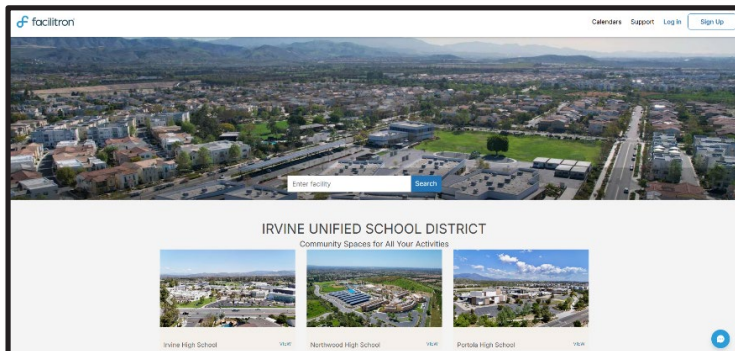 facilitron
Calendars Support Log In Sign Up
Enter facility Search
IRVINE UNIFIED SCHOOL DISTRICT
Community Spaces for All Your Activities
Irvine High School VIEW
Northwood High School VIEW
Portola High School VIEW